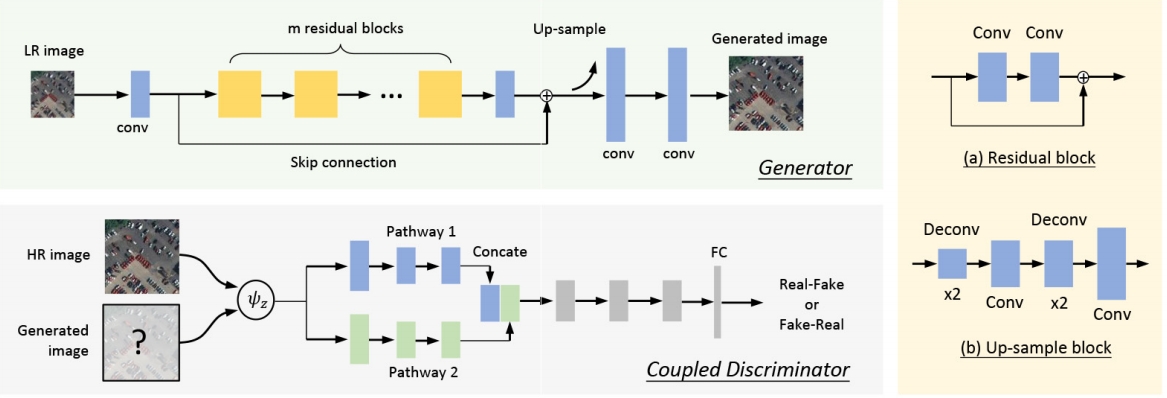 m residual blocks
Up-sample
LR image
Generated image
...
conv
conv
conv
Skip connection
Generator
HR image
Generated
image
?
ψz
Pathway 1
Concate
Pathway 2
FC
Real-Fake
or
Fake-Real
Coupled Discriminator
Conv Conv
(a) Residual block
Deconv
Deconv
x2
Conv
x2
Conv
(b) Up-sample block